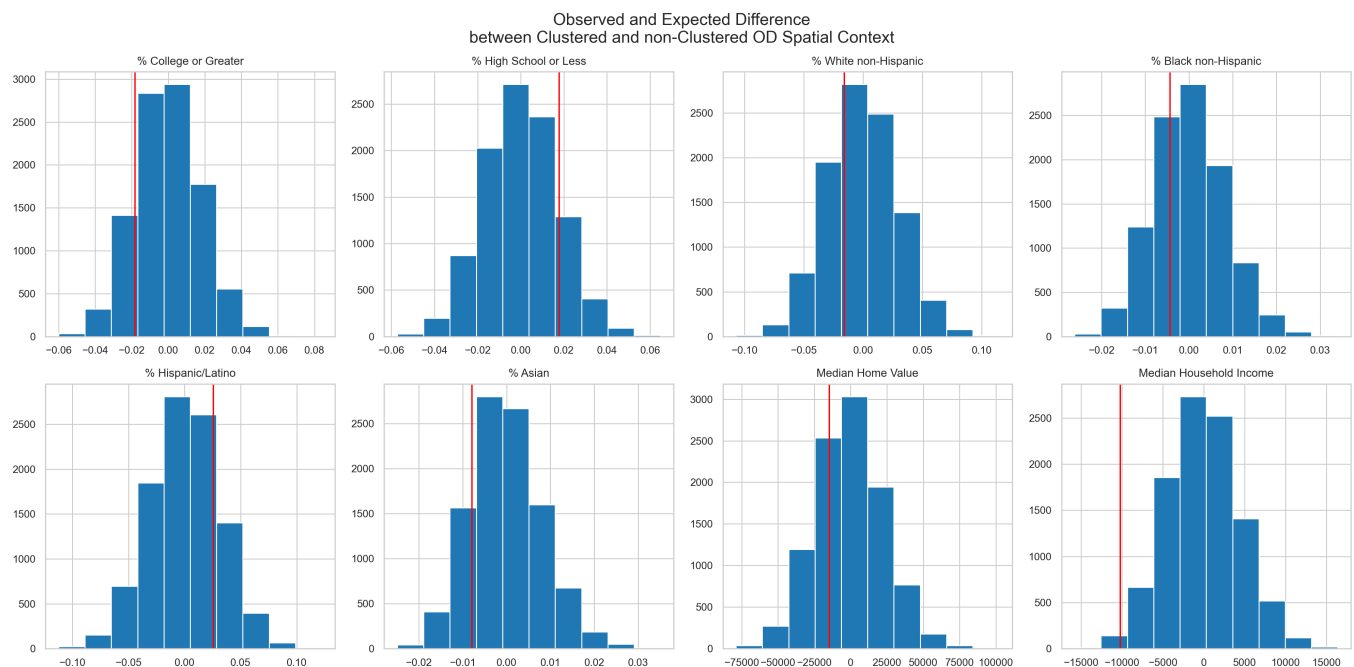 Observed and Expected Difference
between Clustered and non-Clustered OD Spatial Context
% College or Greater
% High School or Less
% White non-Hispanic
% Black non-Hispanic
3000
2500
2000
1500
1000
500
0
−0.06 −0.04 −0.02 0.00 0.02 0.04 0.06 0.08
2500
2000
1500
1000
500
0
−0.06 −0.04 −0.02 0.00 0.02 0.04 0.06
2500
2000
1500
1000
500
0
−0.10 −0.05 0.00 0.05 0.10
2500
2000
1500
1000
500
0
−0.02 −0.01 0.00 0.01 0.02 0.03
% Hispanic/Latino
% Asian
Median Home Value
Median Household Income
2500
2000
1500
1000
500
0
−0.10 −0.05 0.00 0.05 0.10
2500
2000
1500
1000
500
0
−0.02 −0.01 0.00 0.01 0.02 0.03
3000
2500
2000
1500
1000
500
0
−75000 −50000 −25000 0 25000 50000 75000 100000
2500
2000
1500
1000
500
0
−15000 −10000 −5000 0 5000 10000 15000